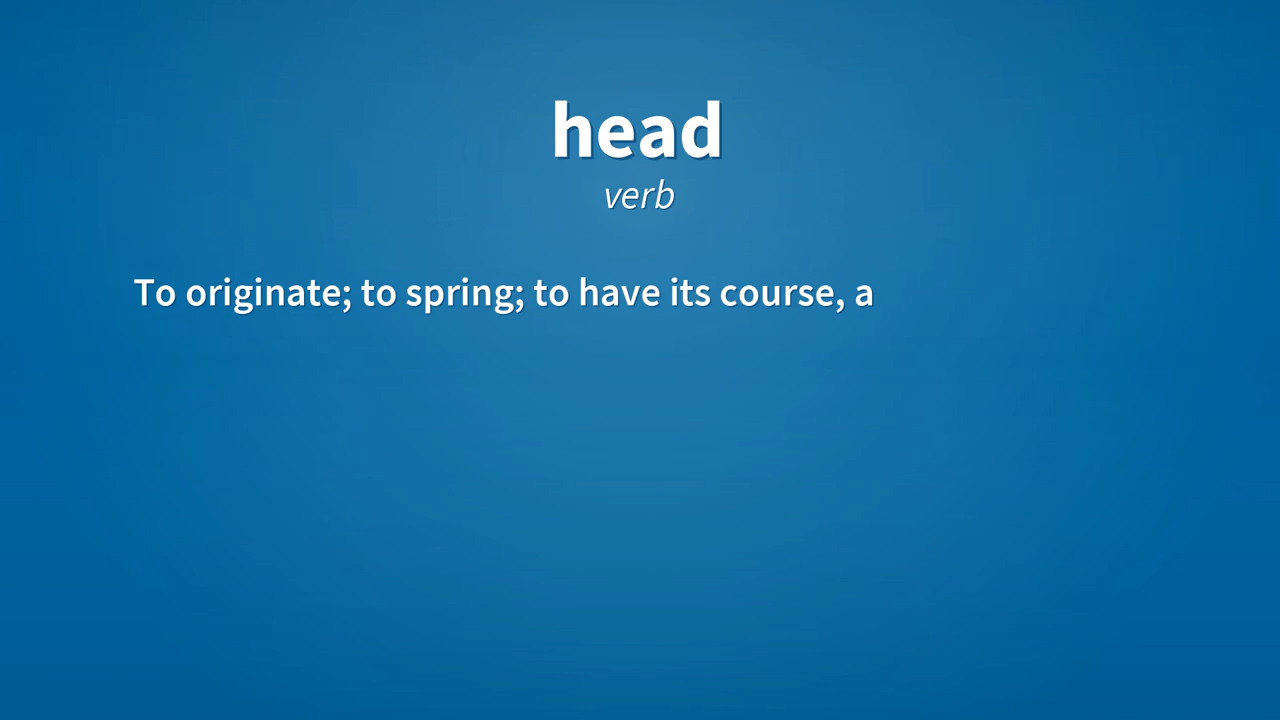 head
verb
To originate; to spring; to have its course, a